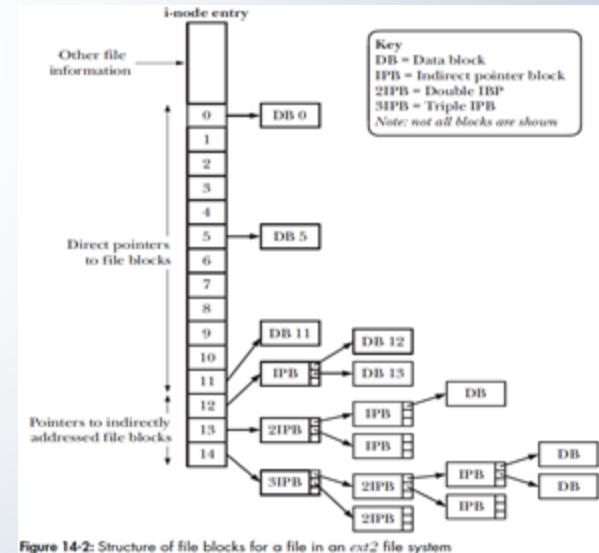 i-node entry
Other file
information
Key
DB = Data block
IPB = Indirect pointer block
2IPB = Double IBP
3IPB = Triple IPB
Note: not all blocks are shown
0
DB 0
1
2
3
4
Direct pointers
to file blocks
5
DB 5
6
7
8
9
DB 11
10
DB 12
11
IPB
DB 13
Pointers to indirectly
addressed file blocks
12
IPB
DB
13
2IPB
IPB
14
IPB
DB
3IPB
2IPB
DB
IPB
2IPB
Figure 14-2: Structure of file blocks for a file in an ext2 file system